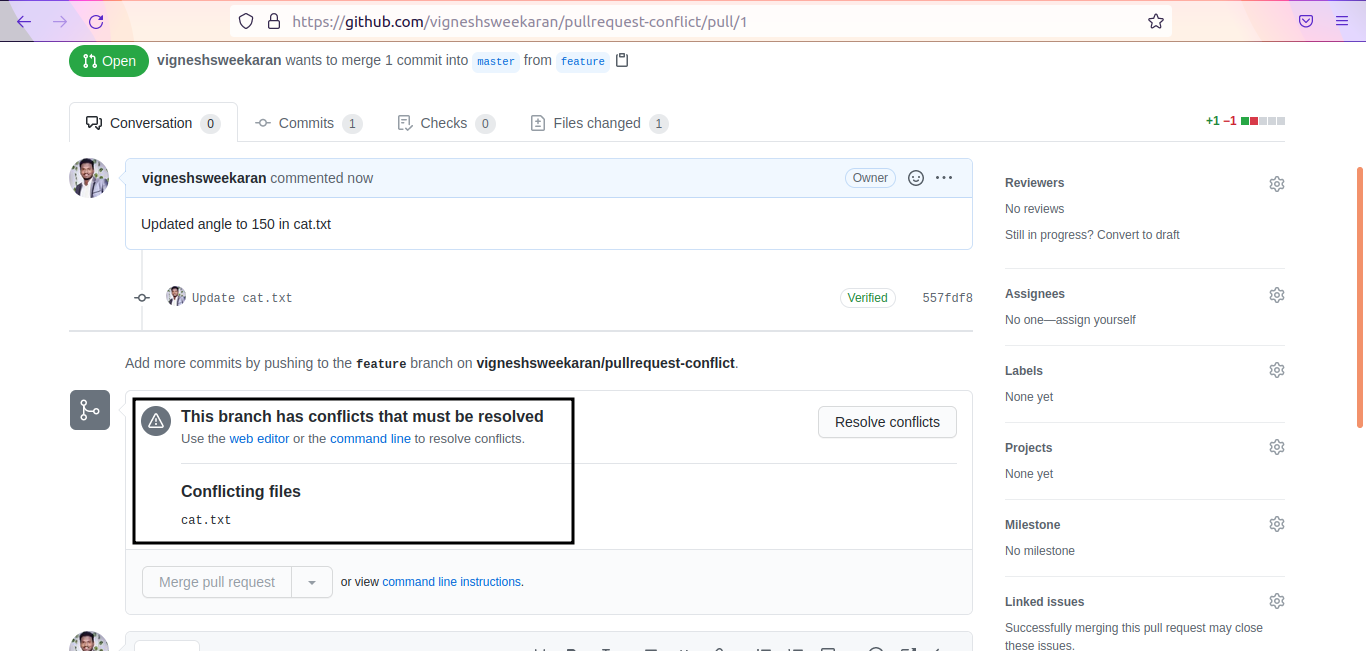 https://github.com/vigneshsweekaran/pullrequest-conflict/pull/1
Open vigneshsweekaran wants to merge 1 commit into master from feature
Conversation 0 Commits 1 Checks 0 Files changed 1 +1 −1
vigneshsweekaran commented now Owner
Updated angle to 150 in cat.txt
Update cat.txt Verified 557fdf8
Add more commits by pushing to the feature branch on vigneshsweekaran/pullrequest-conflict.
This branch has conflicts that must be resolved
Use the web editor or the command line to resolve conflicts.
Resolve conflicts
Conflicting files
cat.txt
Merge pull request or view command line instructions.
Reviewers
No reviews
Still in progress? Convert to draft
Assignees
No one—assign yourself
Labels
None yet
Projects
None yet
Milestone
No milestone
Linked issues
Successfully merging this pull request may close
these issues.